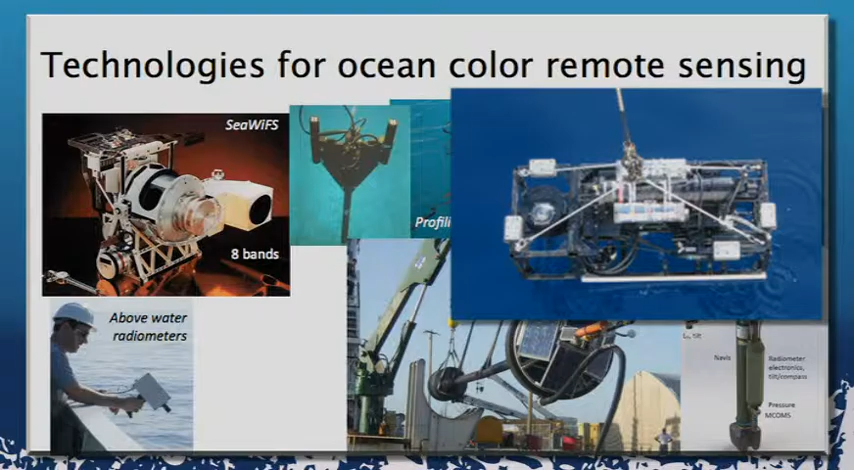 Technologies for ocean color remote sensing
SeaWiFS
8 bands
Above water
radiometers
Navis
Radiometer
electronics,
tilt/compass
Pressure
MCOMS